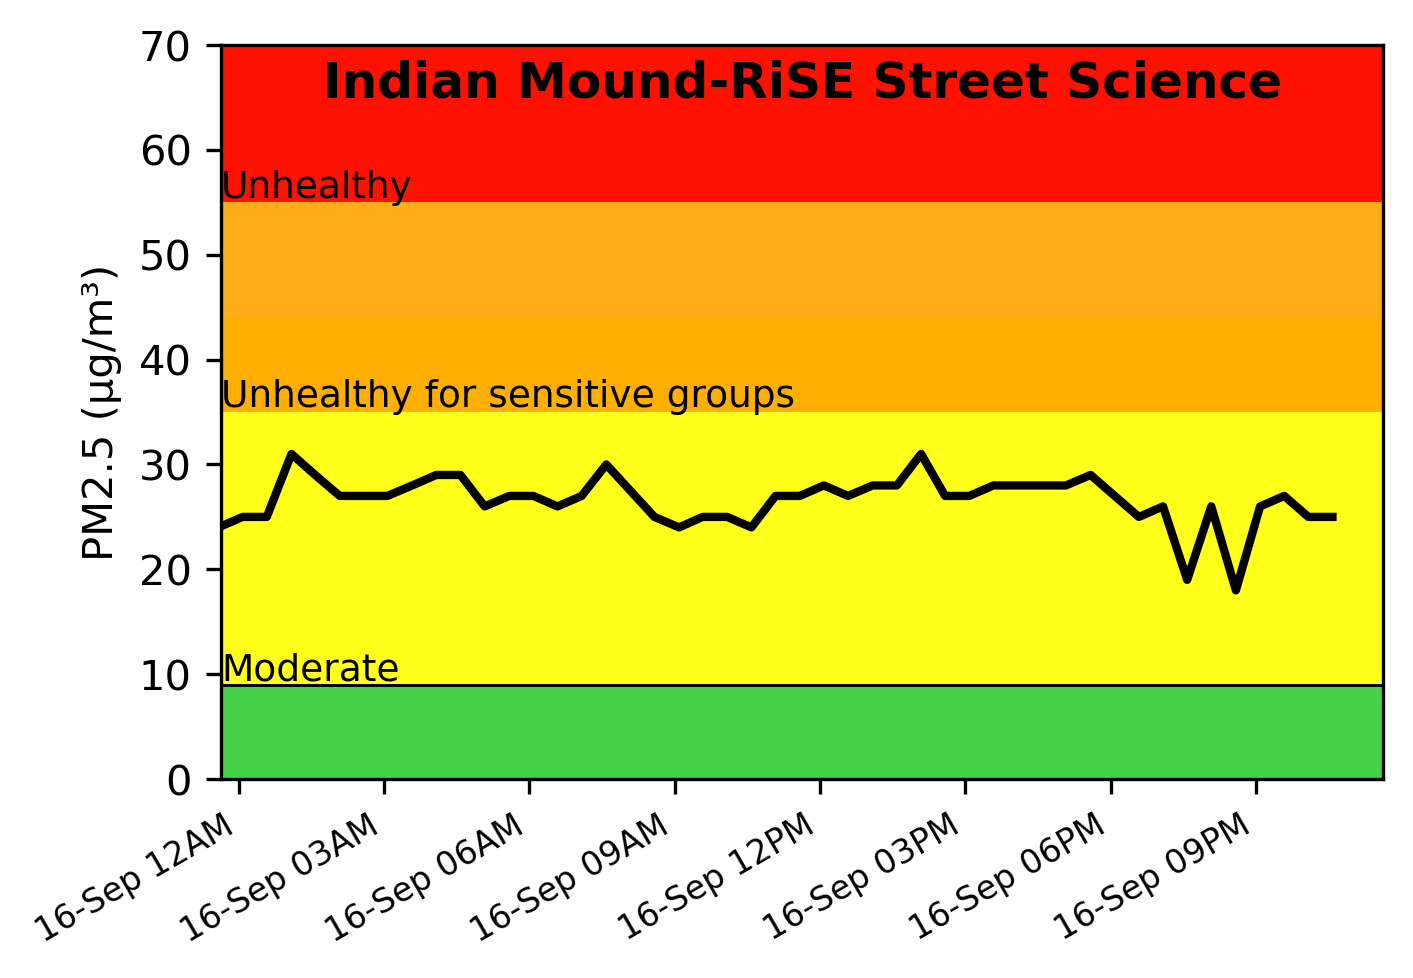 Indian Mound-RiSE Street Science
70
60
50
40
30
20
10
0
PM2.5 (µg/m³)
Unhealthy
Unhealthy for sensitive groups
Moderate
16-Sep 12AM
16-Sep 03AM
16-Sep 06AM
16-Sep 09AM
16-Sep 12PM
16-Sep 03PM
16-Sep 06PM
16-Sep 09PM